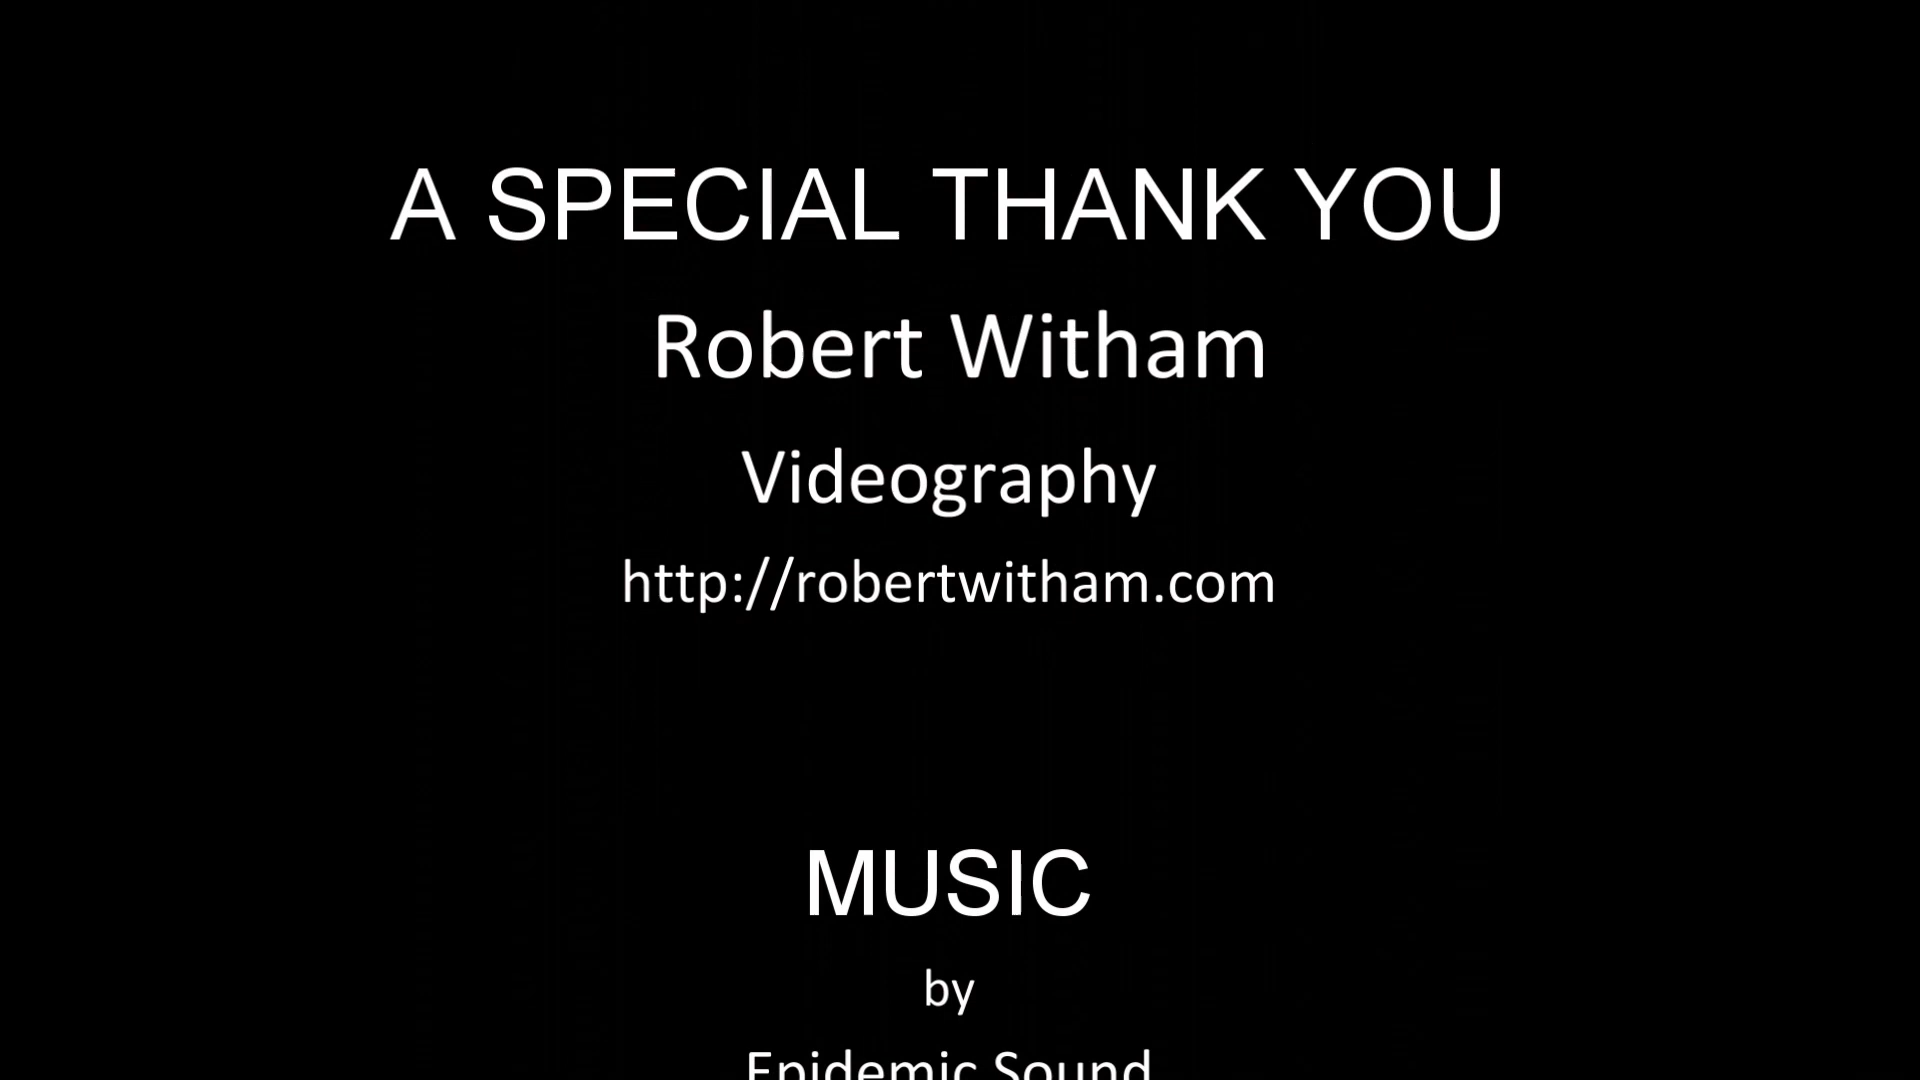 A SPECIAL THANK YOU
Robert Witham
Videography
http://robertwitham.com
MUSIC
by
Epidemic Sound